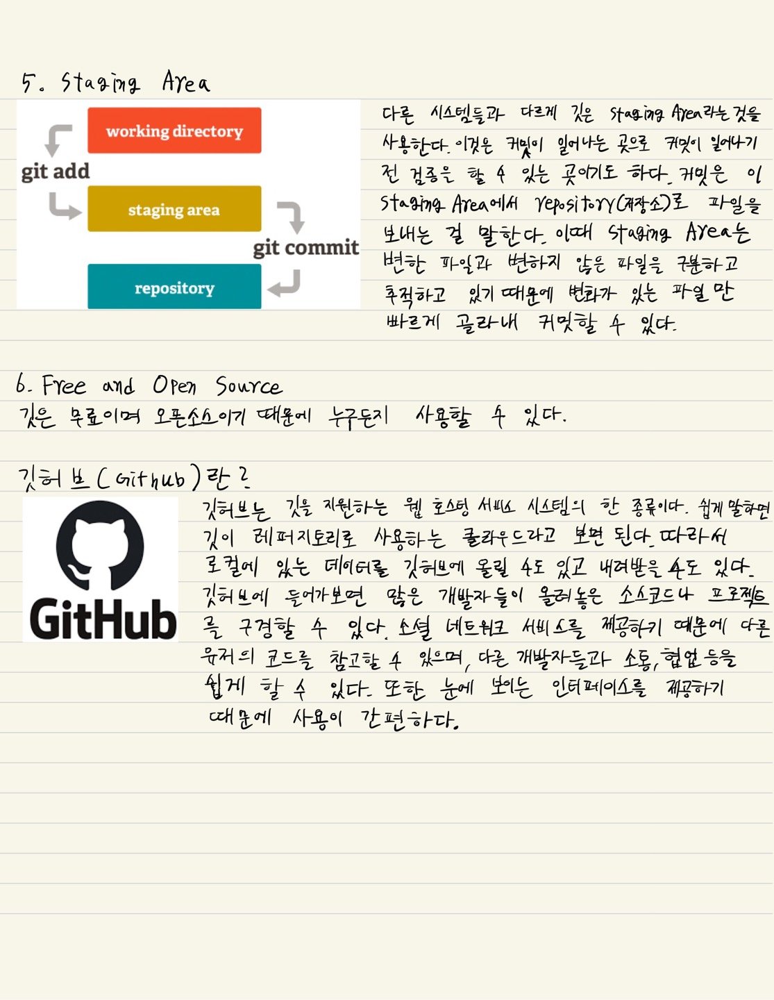 5. Staging Area
working directory
git add
staging area
git commit
repository
다른 시스템들과 다르게 깃은 Staging Area라는 것을
사용한다. 이것은 커밋이 일어나는 곳으로 커밋이 일어나기
전 검증은 할 수 있는 곳이기도 하다. 커밋은 이
Staging Area에서 repository(저장소)로 파일을
보내는 걸 말한다. 이때 Staging Area는
변한 파일과 변하지 않은 파일을 구분하고
추적하고 있기 때문에 변화가 있는 파일만
빠르게 골라내 커밋할 수 있다.
6. Free and Open Source
깃은 무료이며 오픈소스이기 때문에 누구든지 사용할 수 있다.
깃허브(Github)란?
GitHub
깃허브는 깃을 지원하는 웹 호스팅 서비스 시스템의 한 종류이다. 쉽게 말하면
깃이 레퍼지토리로 사용하는 클라우드라고 보면 된다. 따라서
로컬에 있는 데이터를 깃허브에 올릴 수도 있고 내려받을 수도 있다.
깃허브에 들어가보면 많은 개발자들이 올려놓은 소스코드나 프로젝트
를 구경할 수 있다. 소셜 네트워크 서비스를 제공하기 때문에 다른
유저의 코드를 참고할 수 있으며, 다른 개발자들과 소통, 협업 등을
쉽게 할 수 있다. 또한 눈에 보이는 인터페이스를 제공하기
때문에 사용이 간편하다.